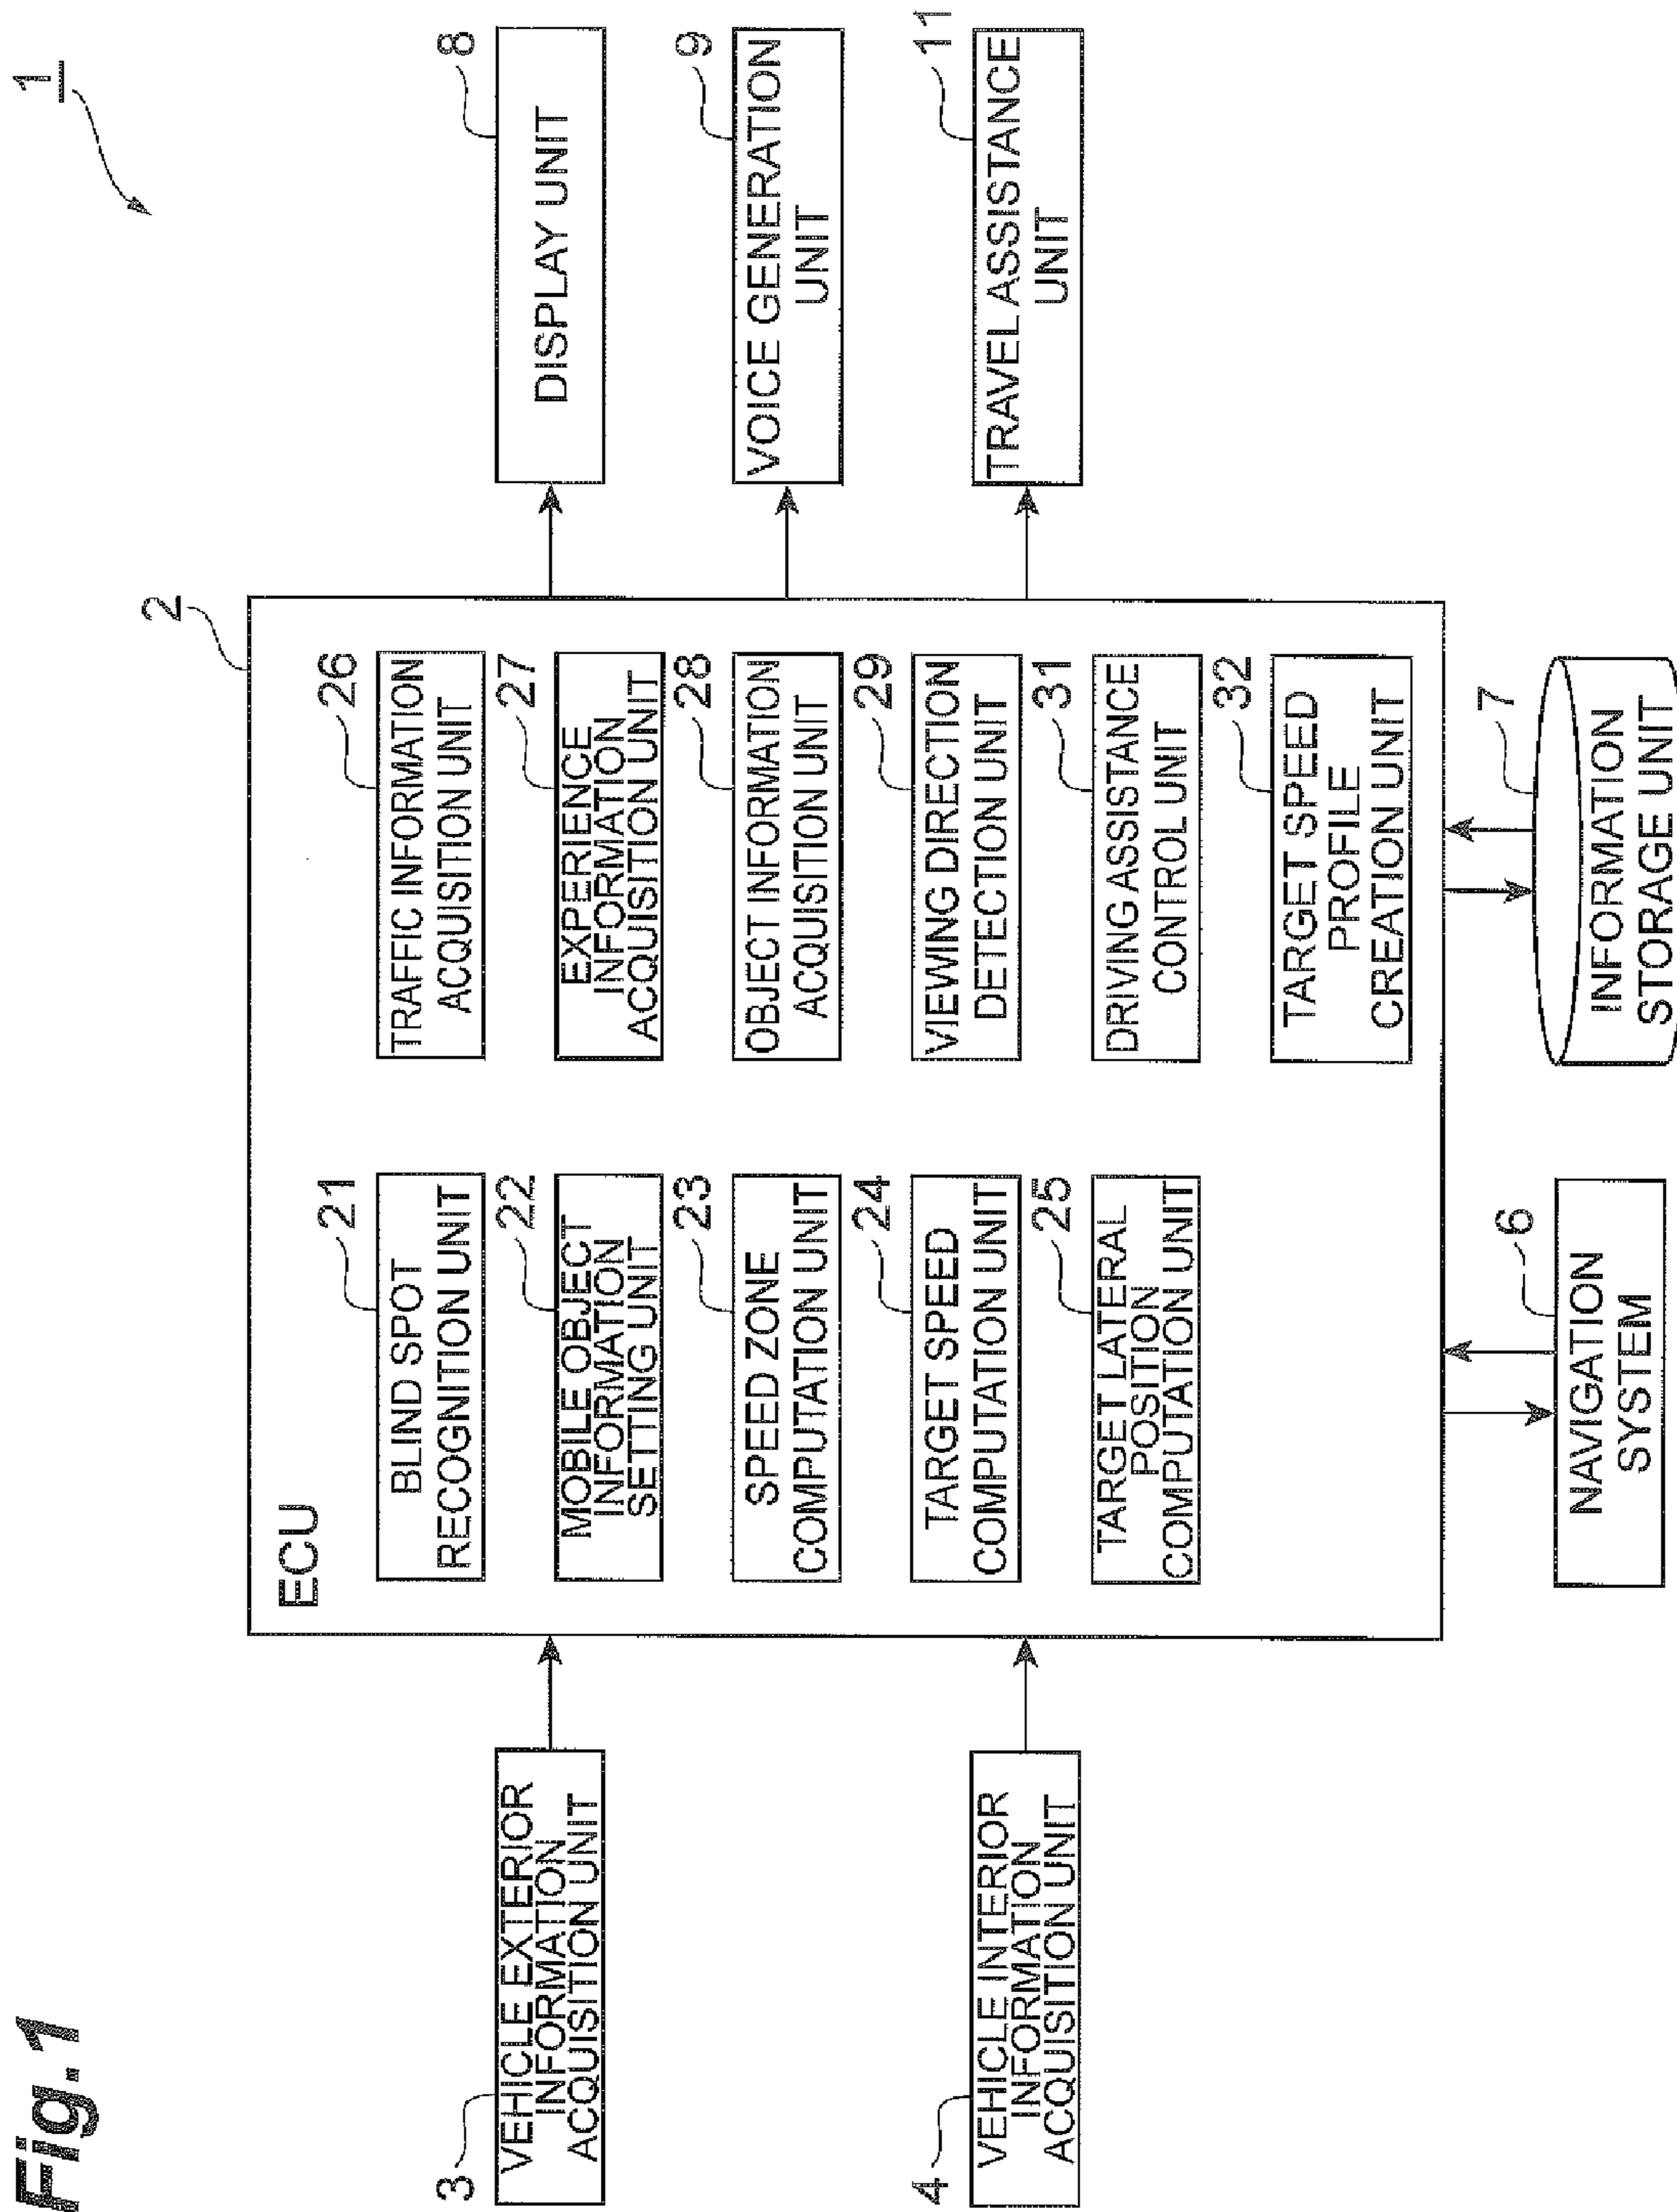 Fig.1
1
3
VEHICLE EXTERIOR
INFORMATION
ACQUISITION UNIT
4
VEHICLE INTERIOR
INFORMATION
ACQUISITION UNIT
2
ECU
21
BLIND SPOT
RECOGNITION UNIT
22
MOBILE OBJECT
INFORMATION
SETTING UNIT
23
SPEED ZONE
COMPUTATION UNIT
24
TARGET SPEED
COMPUTATION UNIT
25
TARGET LATERAL
POSITION
COMPUTATION UNIT
26
TRAFFIC INFORMATION
ACQUISITION UNIT
27
EXPERIENCE
INFORMATION
ACQUISITION UNIT
28
OBJECT INFORMATION
ACQUISITION UNIT
29
VIEWING DIRECTION
DETECTION UNIT
31
DRIVING ASSISTANCE
CONTROL UNIT
32
TARGET SPEED
PROFILE
CREATION UNIT
8
DISPLAY UNIT
9
VOICE GENERATION
UNIT
11
TRAVEL ASSISTANCE
UNIT
6
NAVIGATION
SYSTEM
7
INFORMATION
STORAGE UNIT